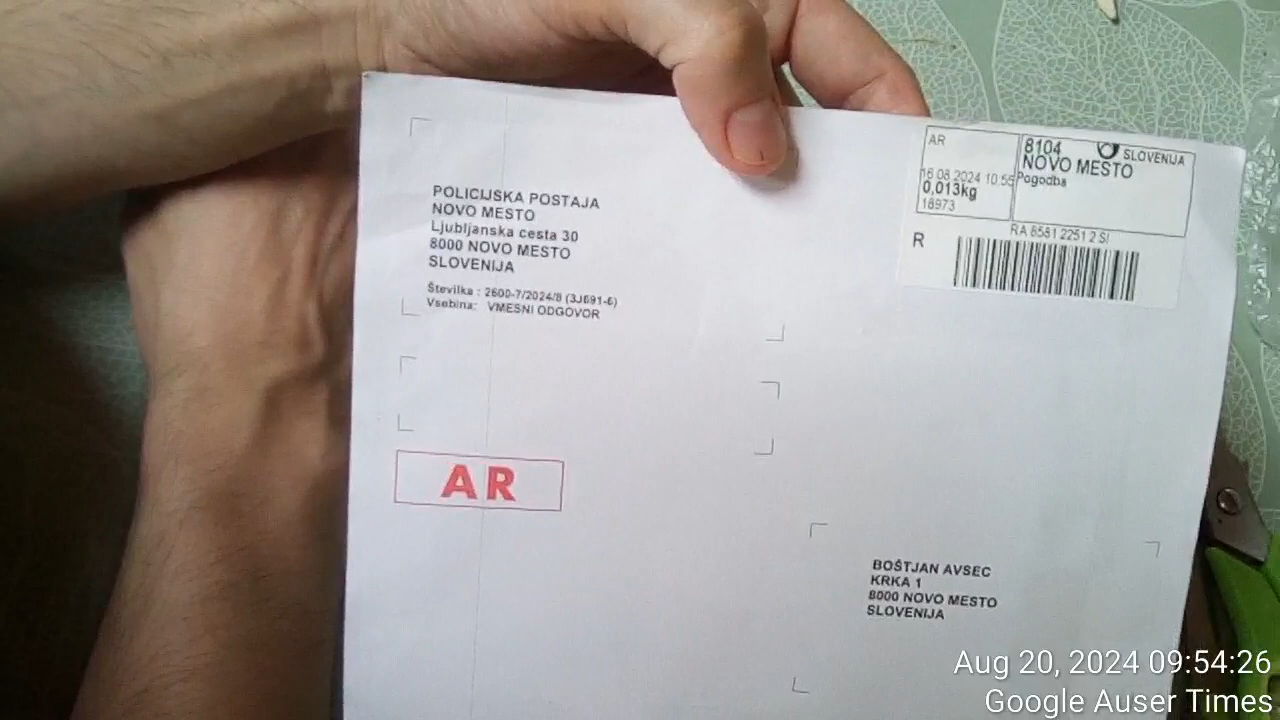 POLICIJSKA POSTAJA
NOVO MESTO
Ljubljanska cesta 30
8000 NOVO MESTO
SLOVENIJA
Številka : 2600-7/2024/8 (3J691-6)
Vsebina: VMESNI ODGOVOR
AR
8104
SLOVENIJA
NOVO MESTO
16.08.2024 10:55
Pogodba
0,013kg
18973
RA 8581 2251 2 SI
R
AR
BOŠTJAN AVSEC
KRKA 1
8000 NOVO MESTO
SLOVENIJA
Aug 20, 2024 09:54:26
Google Auser Times